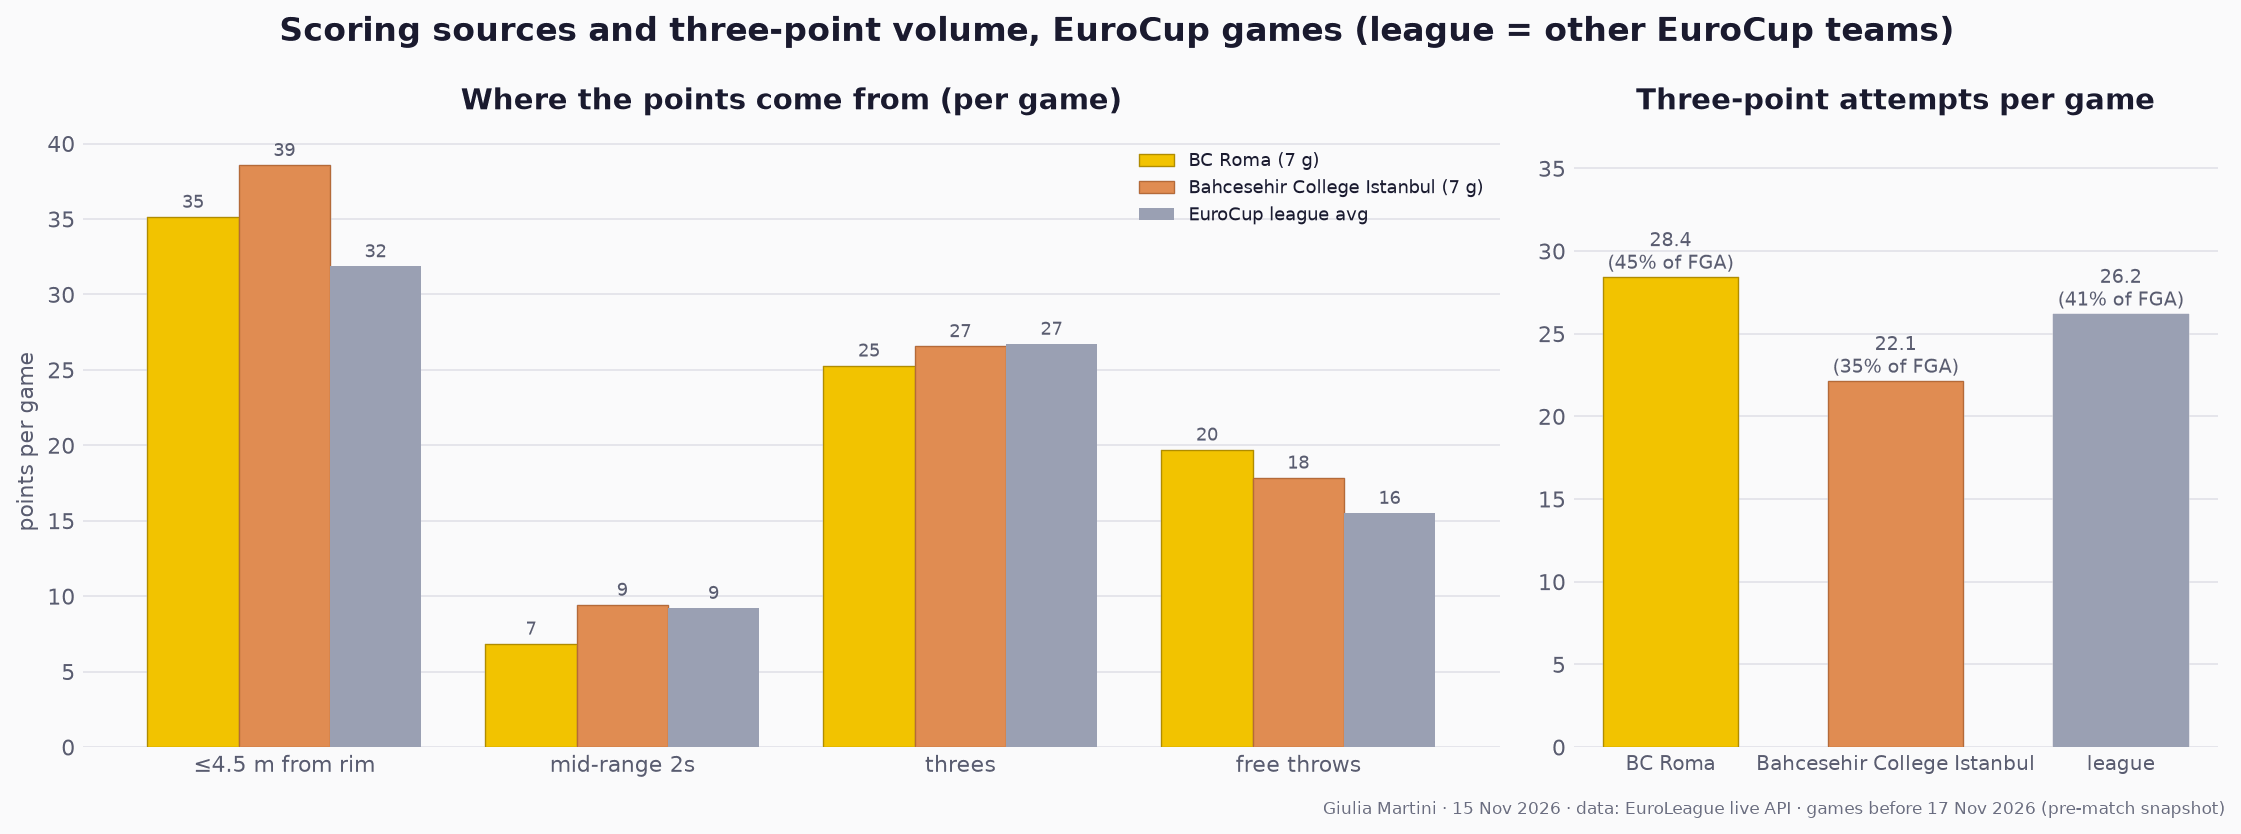 Scoring sources and three-point volume, EuroCup games (league = other EuroCup teams)
Where the points come from (per game)
points per game
40
35
30
25
20
15
10
5
0
BC Roma (7 g)
Bahcesehir College Istanbul (7 g)
EuroCup league avg
35
39
32
7
9
9
25
27
27
20
18
16
≤4.5 m from rim
mid-range 2s
threes
free throws
Three-point attempts per game
35
30
25
20
15
10
5
0
28.4
(45% of FGA)
22.1
(35% of FGA)
26.2
(41% of FGA)
BC Roma
Bahcesehir College Istanbul
league
Giulia Martini · 15 Nov 2026 · data: EuroLeague live API · games before 17 Nov 2026 (pre-match snapshot)